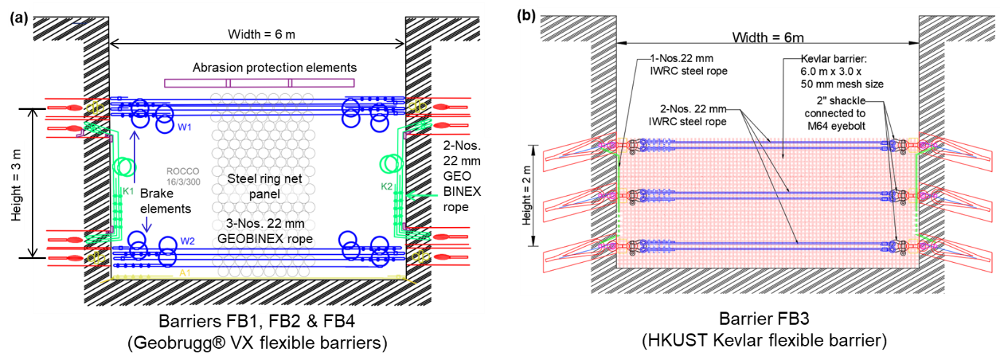 (a)
Width = 6 m
Abrasion protection elements
W1
ROCCO
16/3/300
Steel ring net
panel
K1
K2
Brake
elements
2-Nos.
22 mm
GEO
BINEX
rope
Height = 3 m
3-Nos. 22 mm
GEOBINEX rope
W2
A1
Barriers FB1, FB2 & FB4
(Geobrugg® VX flexible barriers)
(b)
Width = 6m
1-Nos.22 mm
IWRC steel rope
Kevlar barrier:
6.0 m x 3.0 x
50 mm mesh size
2-Nos. 22 mm
IWRC steel rope
2" shackle
connected to
M64 eyebolt
Height = 2 m
Barrier FB3
(HKUST Kevlar flexible barrier)